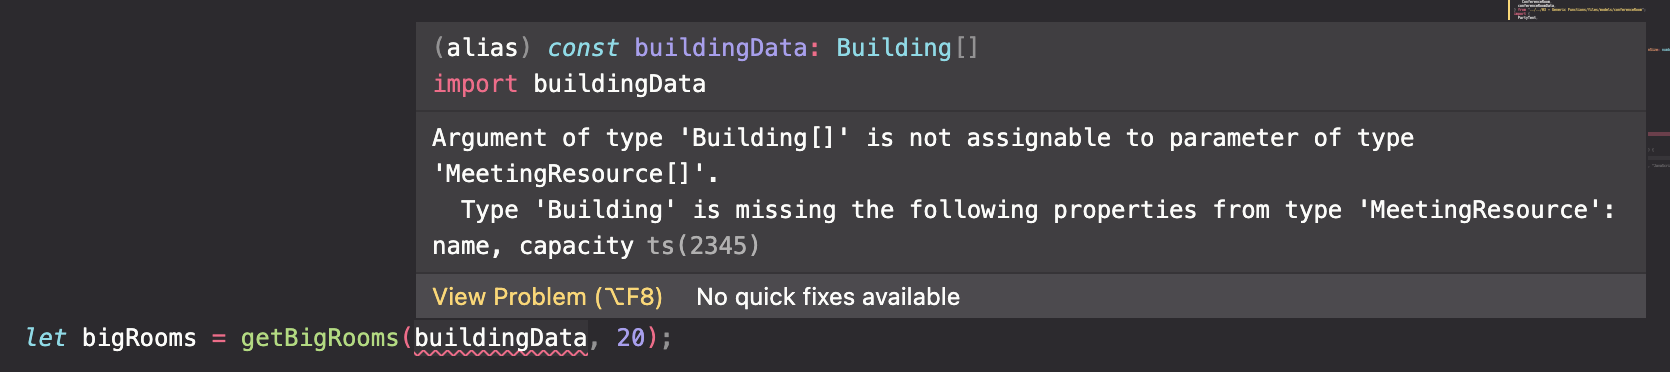 (alias) const buildingData: Building[]
import buildingData
Argument of type 'Building[]' is not assignable to parameter of type
'MeetingResource[]'.
Type 'Building' is missing the following properties from type 'MeetingResource':
name, capacity ts(2345)
View Problem (⌥F8) No quick fixes available
let bigRooms = getBigRooms(buildingData, 20);